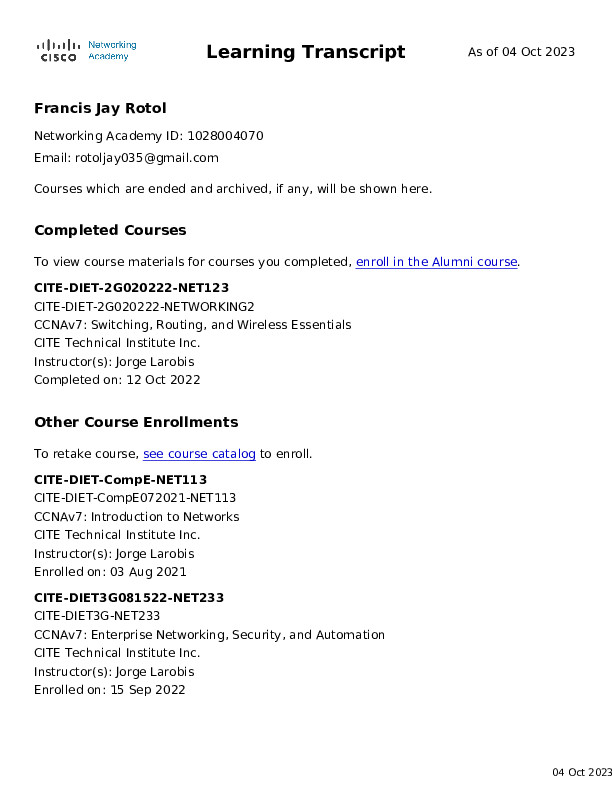 CISCO
Networking
Academy
Learning Transcript
As of 04 Oct 2023
Francis Jay Rotol
Networking Academy ID: 1028004070
Email: rotoljay035@gmail.com
Courses which are ended and archived, if any, will be shown here.
Completed Courses
To view course materials for courses you completed, enroll in the Alumni course.
CITE-DIET-2G020222-NET123
CITE-DIET-2G020222-NETWORKING2
CCNAv7: Switching, Routing, and Wireless Essentials
CITE Technical Institute Inc.
Instructor(s): Jorge Larobis
Completed on: 12 Oct 2022
Other Course Enrollments
To retake course, see course catalog to enroll.
CITE-DIET-CompE-NET113
CITE-DIET-CompE072021-NET113
CCNAv7: Introduction to Networks
CITE Technical Institute Inc.
Instructor(s): Jorge Larobis
Enrolled on: 03 Aug 2021
CITE-DIET3G081522-NET233
CITE-DIET3G-NET233
CCNAv7: Enterprise Networking, Security, and Automation
CITE Technical Institute Inc.
Instructor(s): Jorge Larobis
Enrolled on: 15 Sep 2022
04 Oct 2023